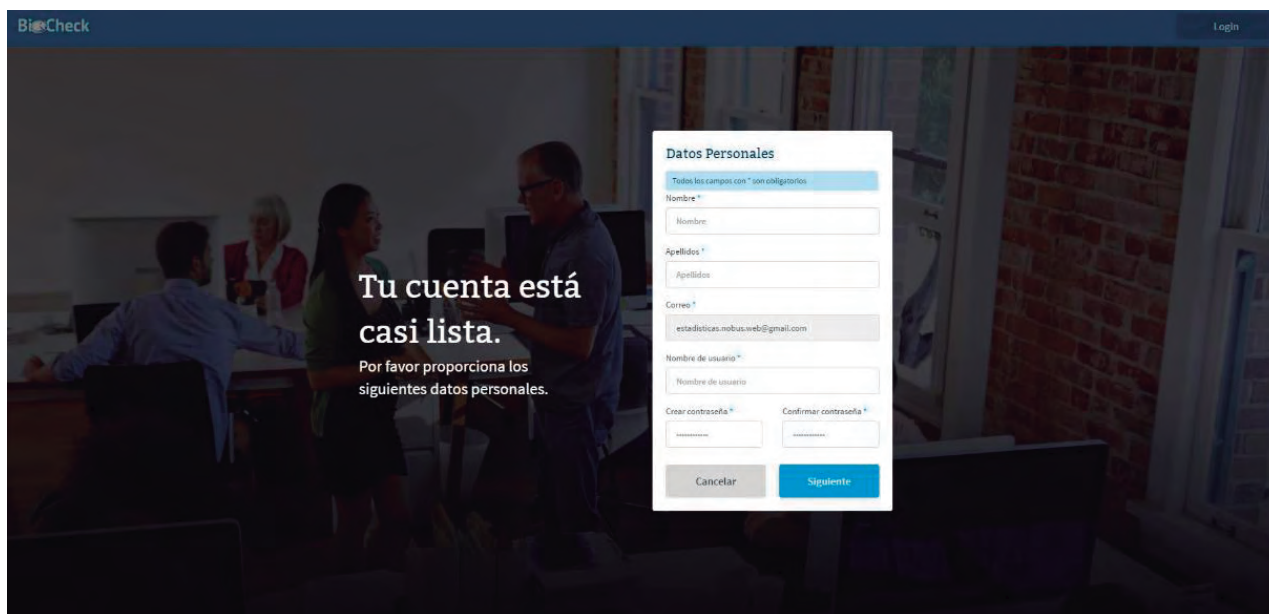 BioCheck
Login
Tu cuenta está
casi lista.
Por favor proporciona los
siguientes datos personales.
Datos Personales
Todos los campos con * son obligatorios
Nombre *
Nombre
Apellidos *
Apellidos
Correo *
estadisticas.nobus.web@gmail.com
Nombre de usuario *
Nombre de usuario
Crear contraseña * Confirmar contraseña *
Cancelar Siguiente